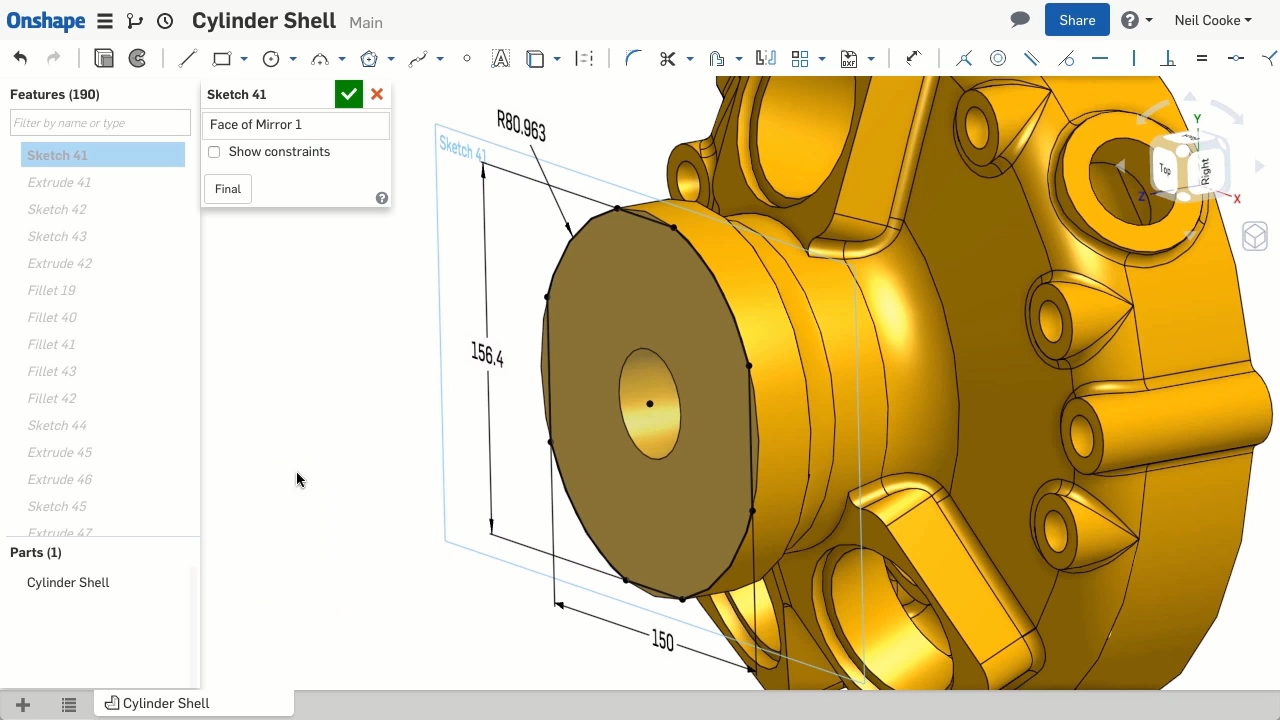 Onshape Cylinder Shell Main Share Neil Cooke
Features (190)
Filter by name or type
Sketch 41
Extrude 41
Sketch 42
Sketch 43
Extrude 42
Fillet 19
Fillet 40
Fillet 41
Fillet 43
Fillet 42
Sketch 44
Extrude 45
Extrude 46
Sketch 45
Extrude 47
Parts (1)
Cylinder Shell
Sketch 41
Face of Mirror 1
Show constraints
Final
Sketch 41
R80.963
156.4
150
Y
Top
Right
Z
X
Cylinder Shell